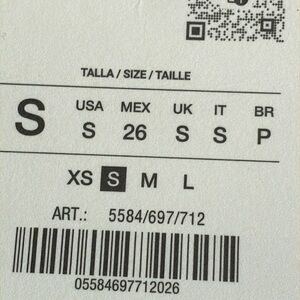 TALLA / SIZE / TAILLE
S
USA MEX UK IT BR
S 26 S S P
XS S M L
ART.: 5584/697/712
05584697712026